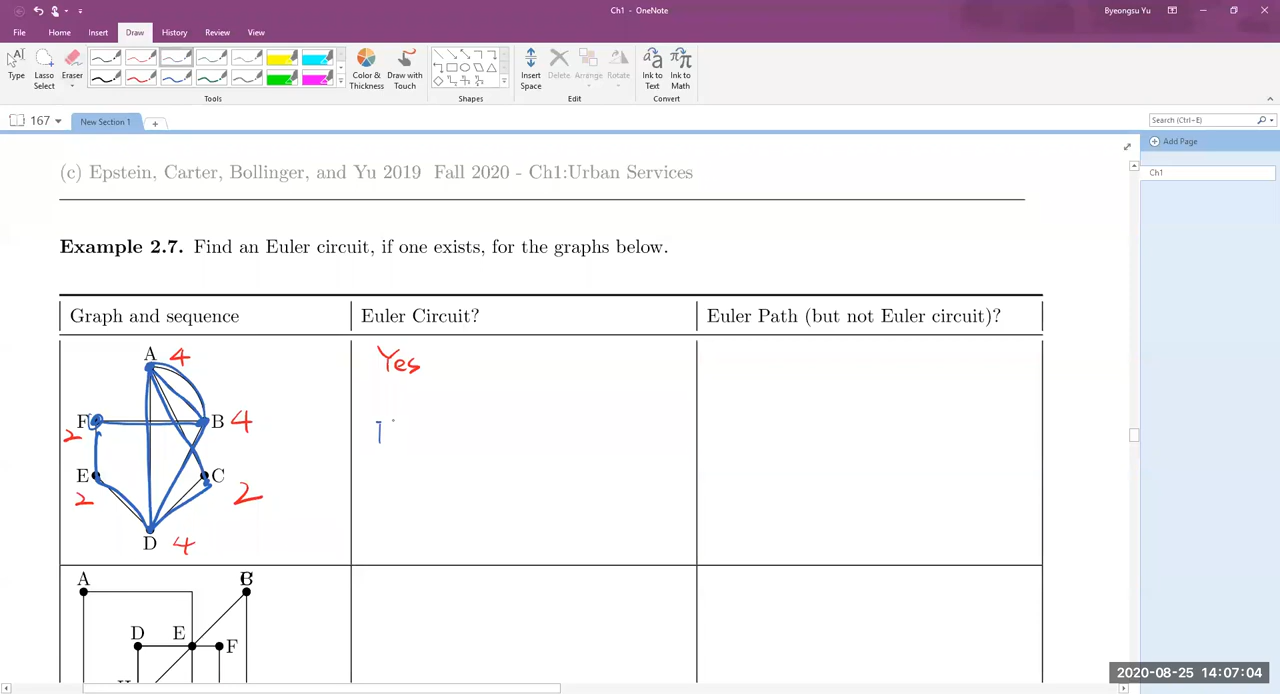 Ch1 - OneNote
Byeongsu Yu
File Home Insert Draw History Review View
Type
Lasso Select
Eraser
Color & Thickness
Draw with Touch
Insert Space
Delete
Arrange
Rotate
Ink to Text
Ink to Math
Tools
Shapes
Edit
Convert
167
New Section 1
Search (Ctrl+E)
Add Page
Ch1
(c) Epstein, Carter, Bollinger, and Yu 2019 Fall 2020 - Ch1:Urban Services
Example 2.7. Find an Euler circuit, if one exists, for the graphs below.
Graph and sequence
Euler Circuit?
Euler Path (but not Euler circuit)?
A 4
Yes
F
B 4
2
E
C
2
2
D 4
A
D E
F
2020-08-25 14:07:04